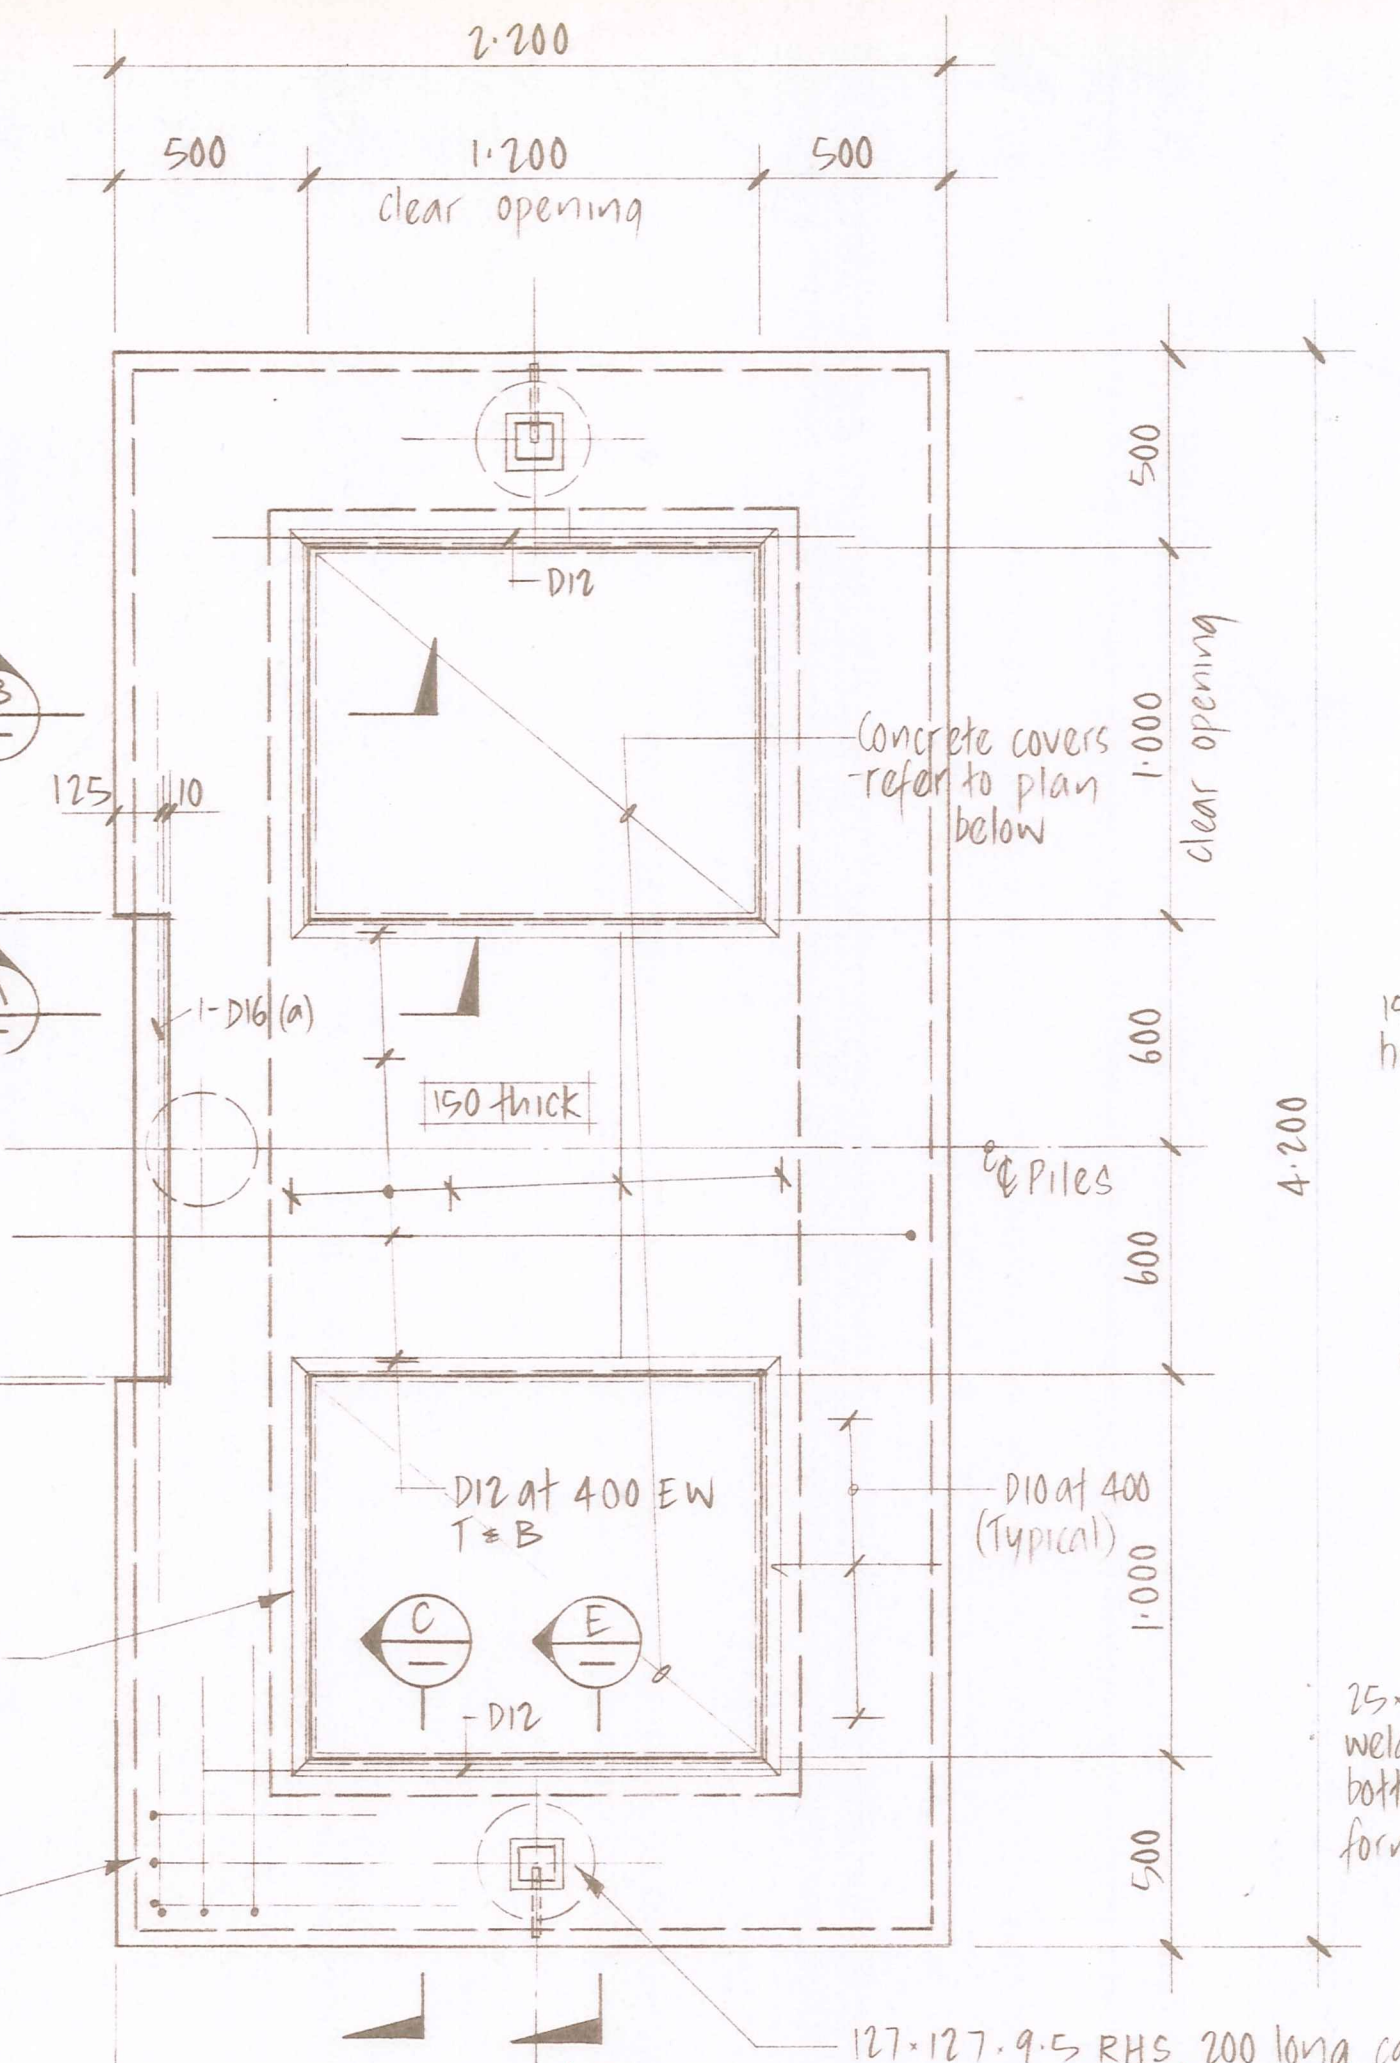 2·200
500
1·200
500
clear opening
500
D12
1·000
clear opening
Concrete covers
-refer to plan
below
125
10
1-D16 (a)
600
150 thick
4·200
℄ Piles
600
D12 at 400 EW
T & B
D10 at 400
(Typical)
1·000
C
E
D12
500
127×127×9·5 RHS 200 long